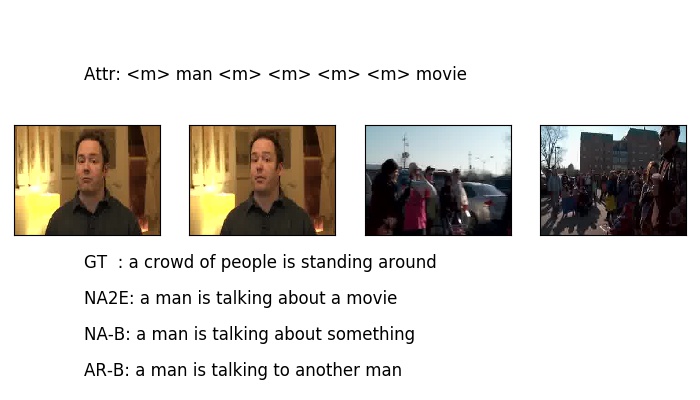 Attr: <m> man <m> <m> <m> <m> movie
GT : a crowd of people is standing around
NA2E: a man is talking about a movie
NA-B: a man is talking about something
AR-B: a man is talking to another man